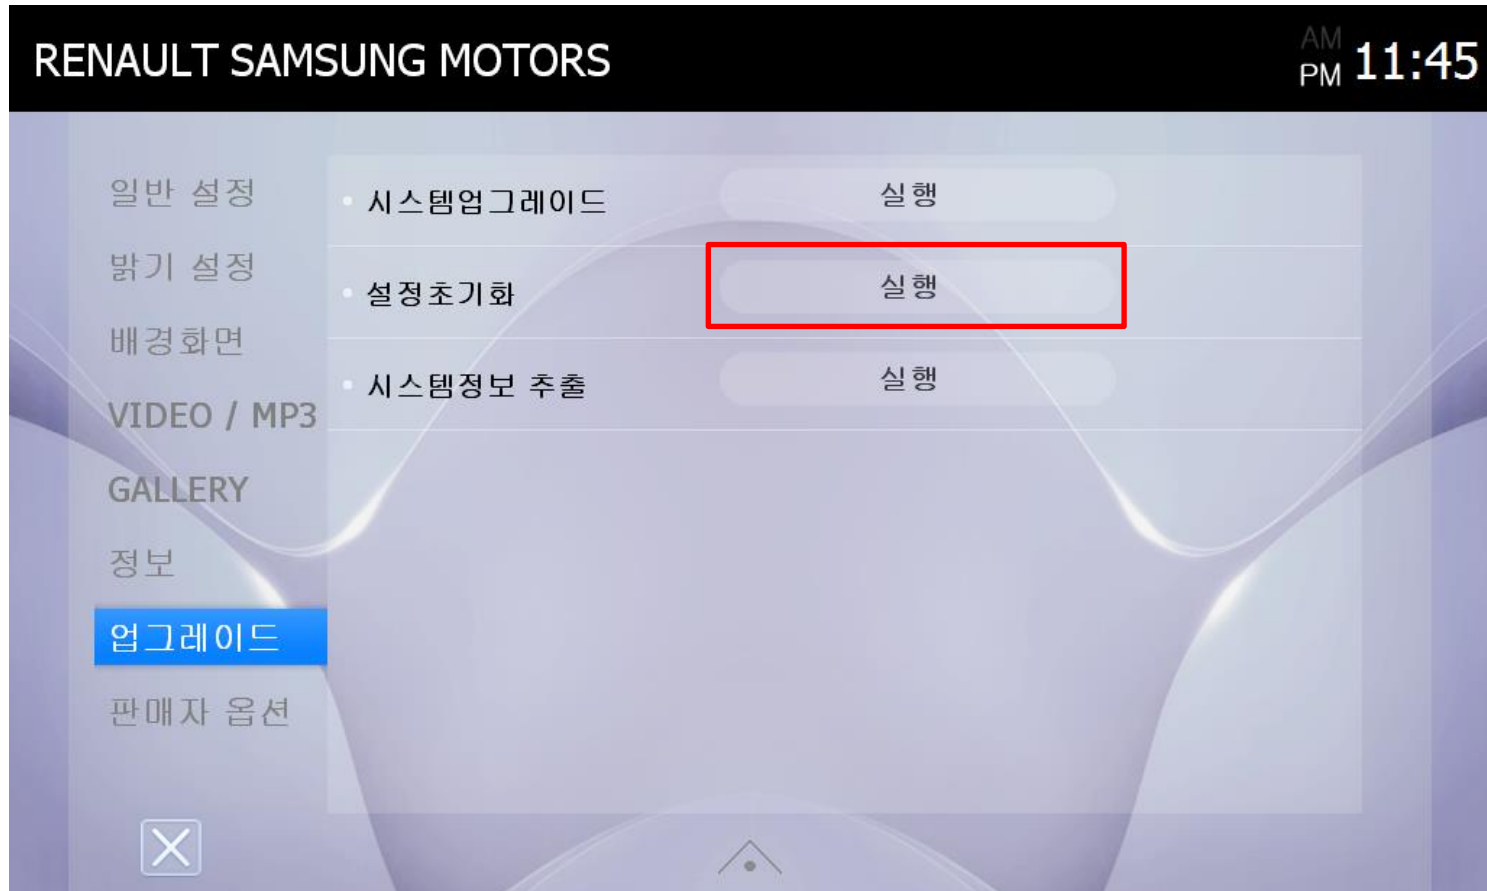 RENAULT SAMSUNG MOTORS
AM
PM 11:45
일반 설정
밝기 설정
배경화면
VIDEO / MP3
GALLERY
정보
업그레이드
판매자 옵션
시스템업그레이드 실행
설정초기화 실행
시스템정보 추출 실행